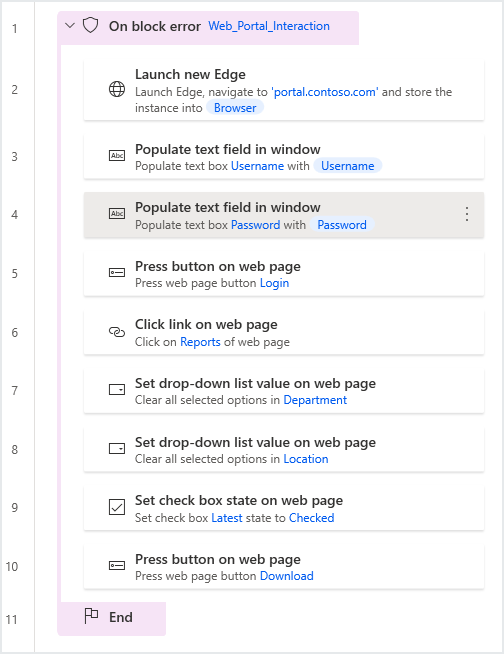 1 On block error Web_Portal_Interaction
2 Launch new Edge
Launch Edge, navigate to 'portal.contoso.com' and store the
instance into Browser
3 Populate text field in window
Populate text box Username with Username
4 Populate text field in window
Populate text box Password with Password
5 Press button on web page
Press web page button Login
6 Click link on web page
Click on Reports of web page
7 Set drop-down list value on web page
Clear all selected options in Department
8 Set drop-down list value on web page
Clear all selected options in Location
9 Set check box state on web page
Set check box Latest state to Checked
10 Press button on web page
Press web page button Download
11 End